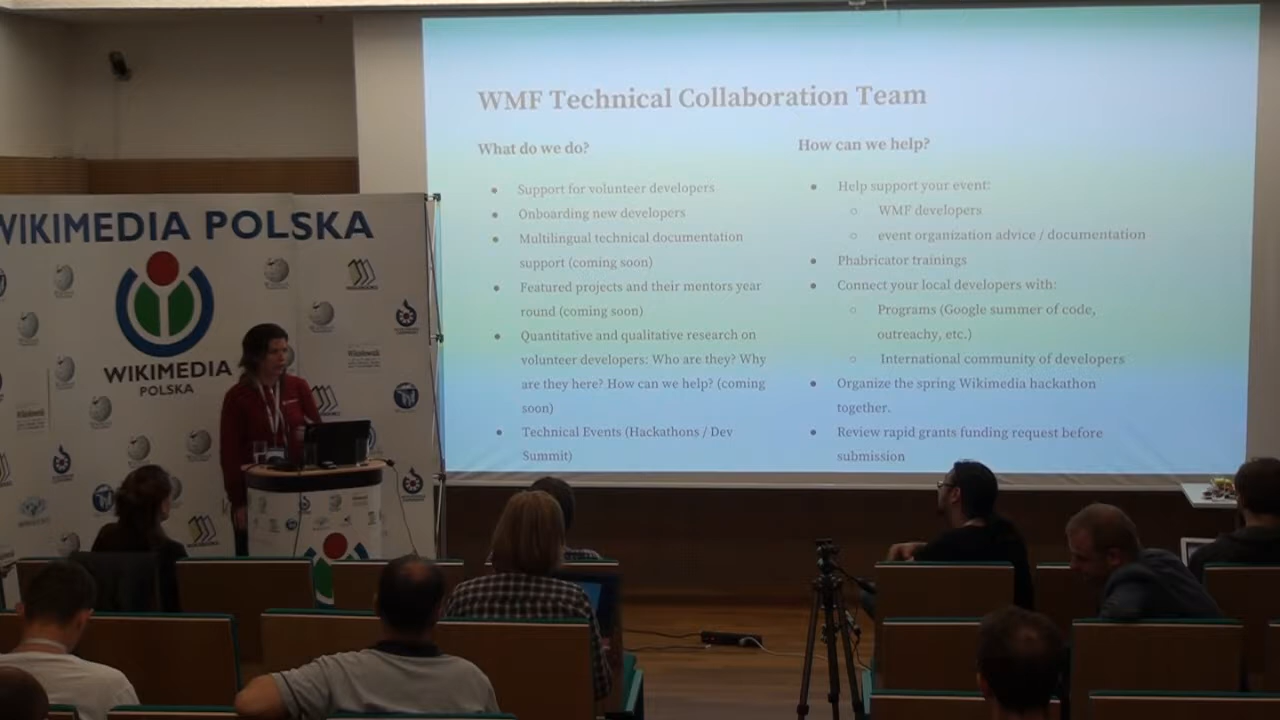 WMF Technical Collaboration Team
What do we do?
Support for volunteer developers
Onboarding new developers
Multilingual technical documentation
support (coming soon)
Featured projects and their mentors year
round (coming soon)
Quantitative and qualitative research on
volunteer developers: Who are they? Why
are they here? How can we help? (coming
soon)
Technical Events (Hackathons / Dev
Summit)
How can we help?
Help support your event:
WMF developers
event organization advice / documentation
Phabricator trainings
Connect your local developers with:
Programs (Google summer of code,
outreachy, etc.)
International community of developers
Organize the spring Wikimedia hackathon
together.
Review rapid grants funding request before
submission
WIKIMEDIA POLSKA
WIKIMEDIA
POLSKA